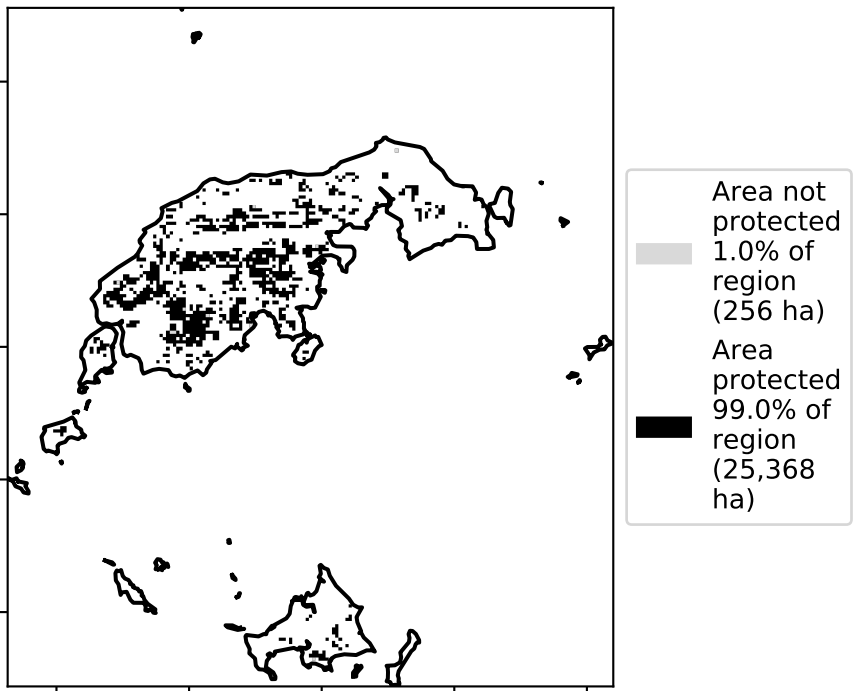 Area not
protected
1.0% of
region
(256 ha)
Area
protected
99.0% of
region
(25,368
ha)